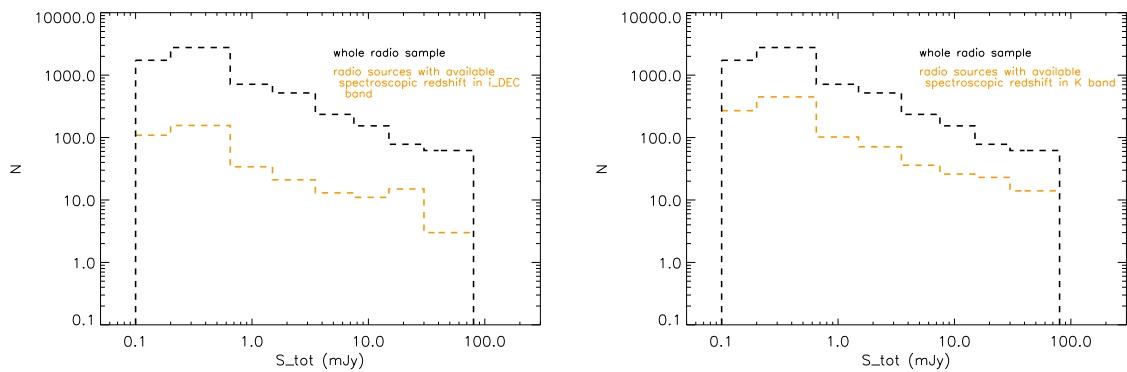 10000.0
1000.0
100.0
10.0
1.0
0.1
N
whole radio sample
radio sources with available
spectroscopic redshift in i_DEC
band
0.1
1.0
10.0
100.0
S_tot (mJy)
10000.0
1000.0
100.0
10.0
1.0
0.1
N
whole radio sample
radio sources with available
spectroscopic redshift in K band
0.1
1.0
10.0
100.0
S_tot (mJy)